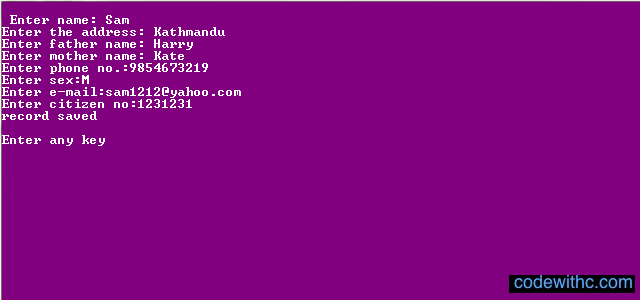 Enter name: Sam
Enter the address: Kathmandu
Enter father name: Harry
Enter mother name: Kate
Enter phone no.:9854673219
Enter sex:M
Enter e-mail:sam1212@yahoo.com
Enter citizen no:1231231
record saved
Enter any key
codewithc.com